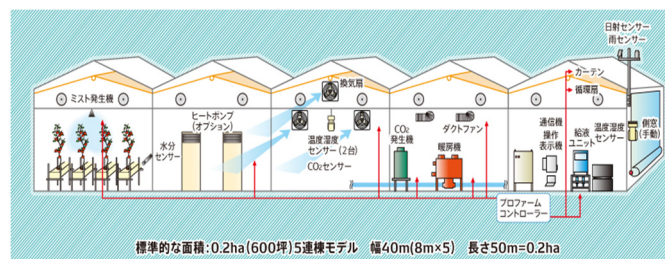 日射センサー
雨センサー
カーテン
循環扇
換気扇
ミスト発生機
ヒートポンプ
(オプション)
水分
センサー
温度湿度
センサー(2台)
CO₂センサー
CO₂
発生機
ダクトファン
暖房機
通信機
操作
表示機
給液
ユニット
温度湿度
センサー
側窓
(手動)
プロファーム
コントローラー
標準的な面積:0.2ha(600坪)5連棟モデル 幅40m(8m×5) 長さ50m=0.2ha